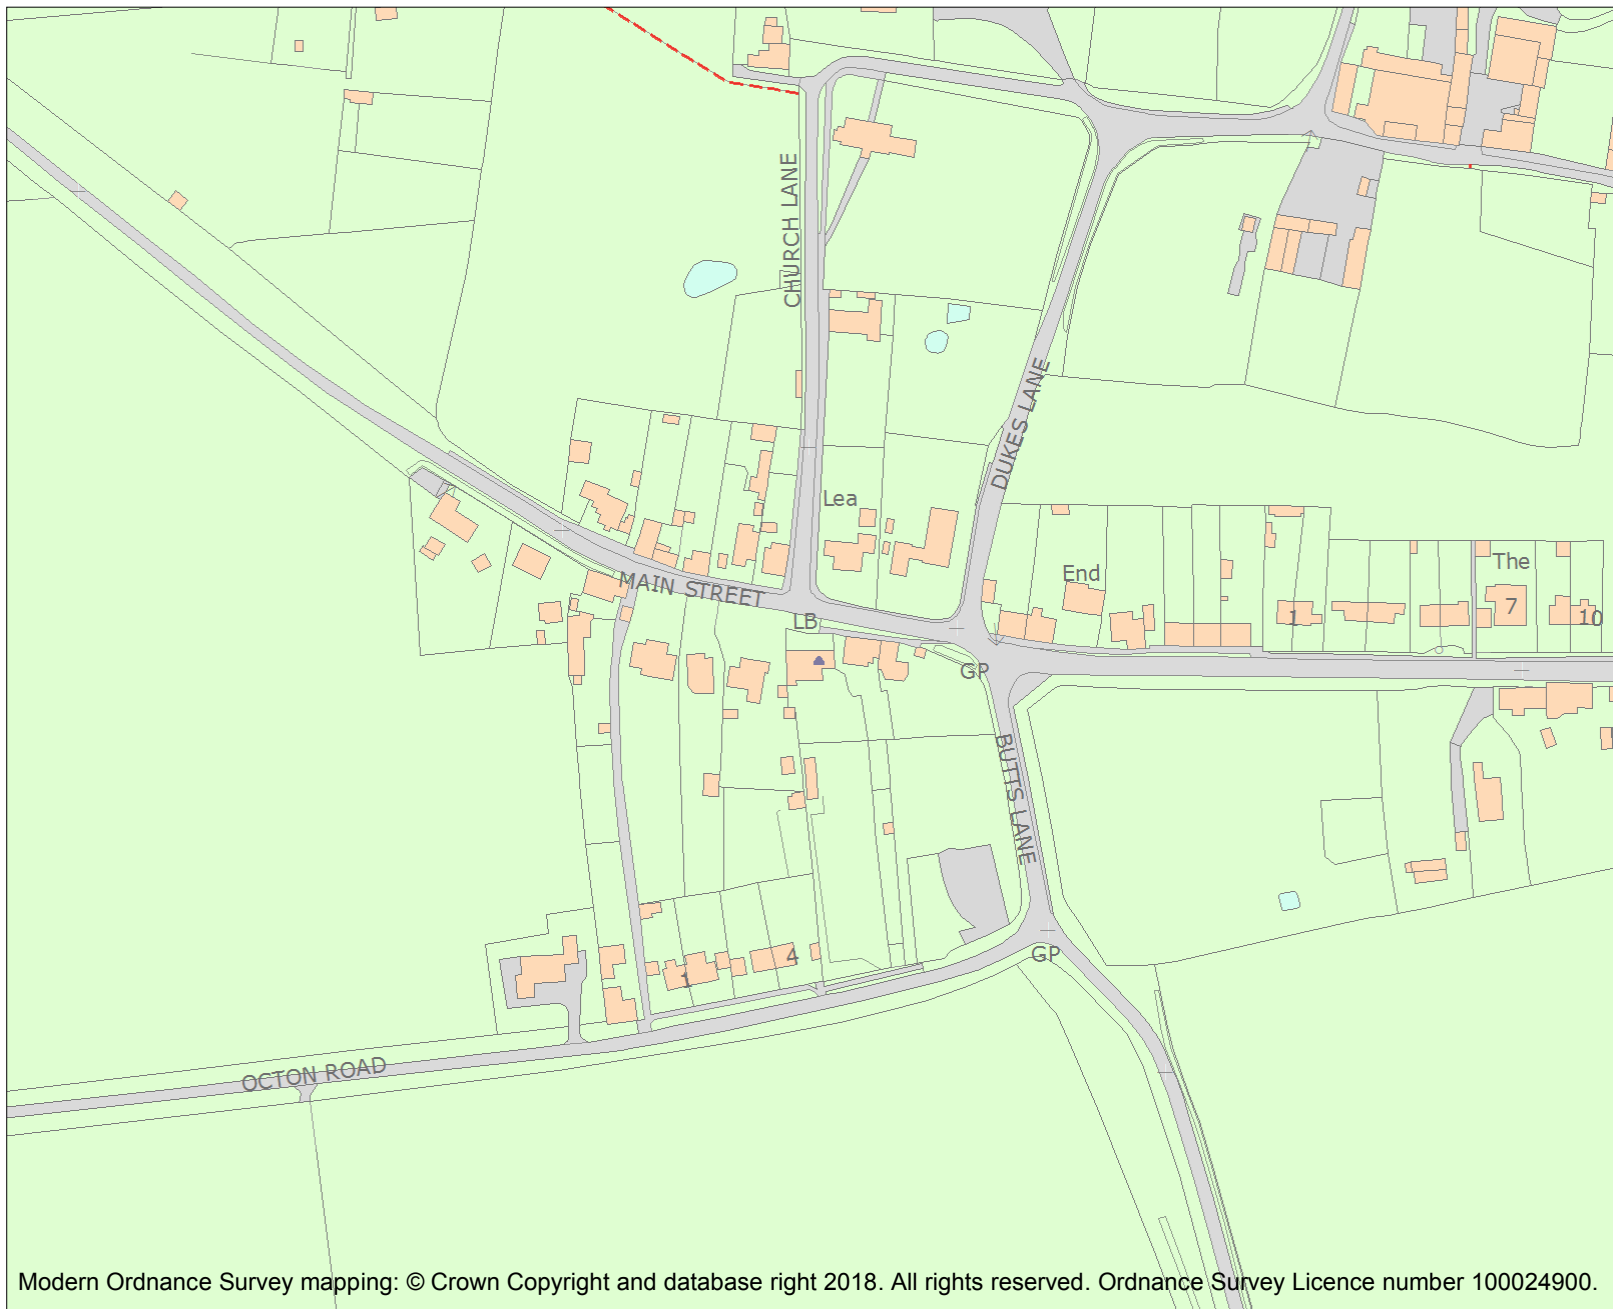 CHURCH LANE
DUKES LANE
Lea
End
The
MAIN STREET
1
7
10
LB
GP
BUTTS LANE
4
1
GP
OCTON ROAD
Modern Ordnance Survey mapping: © Crown Copyright and database right 2018. All rights reserved. Ordnance Survey Licence number 100024900.